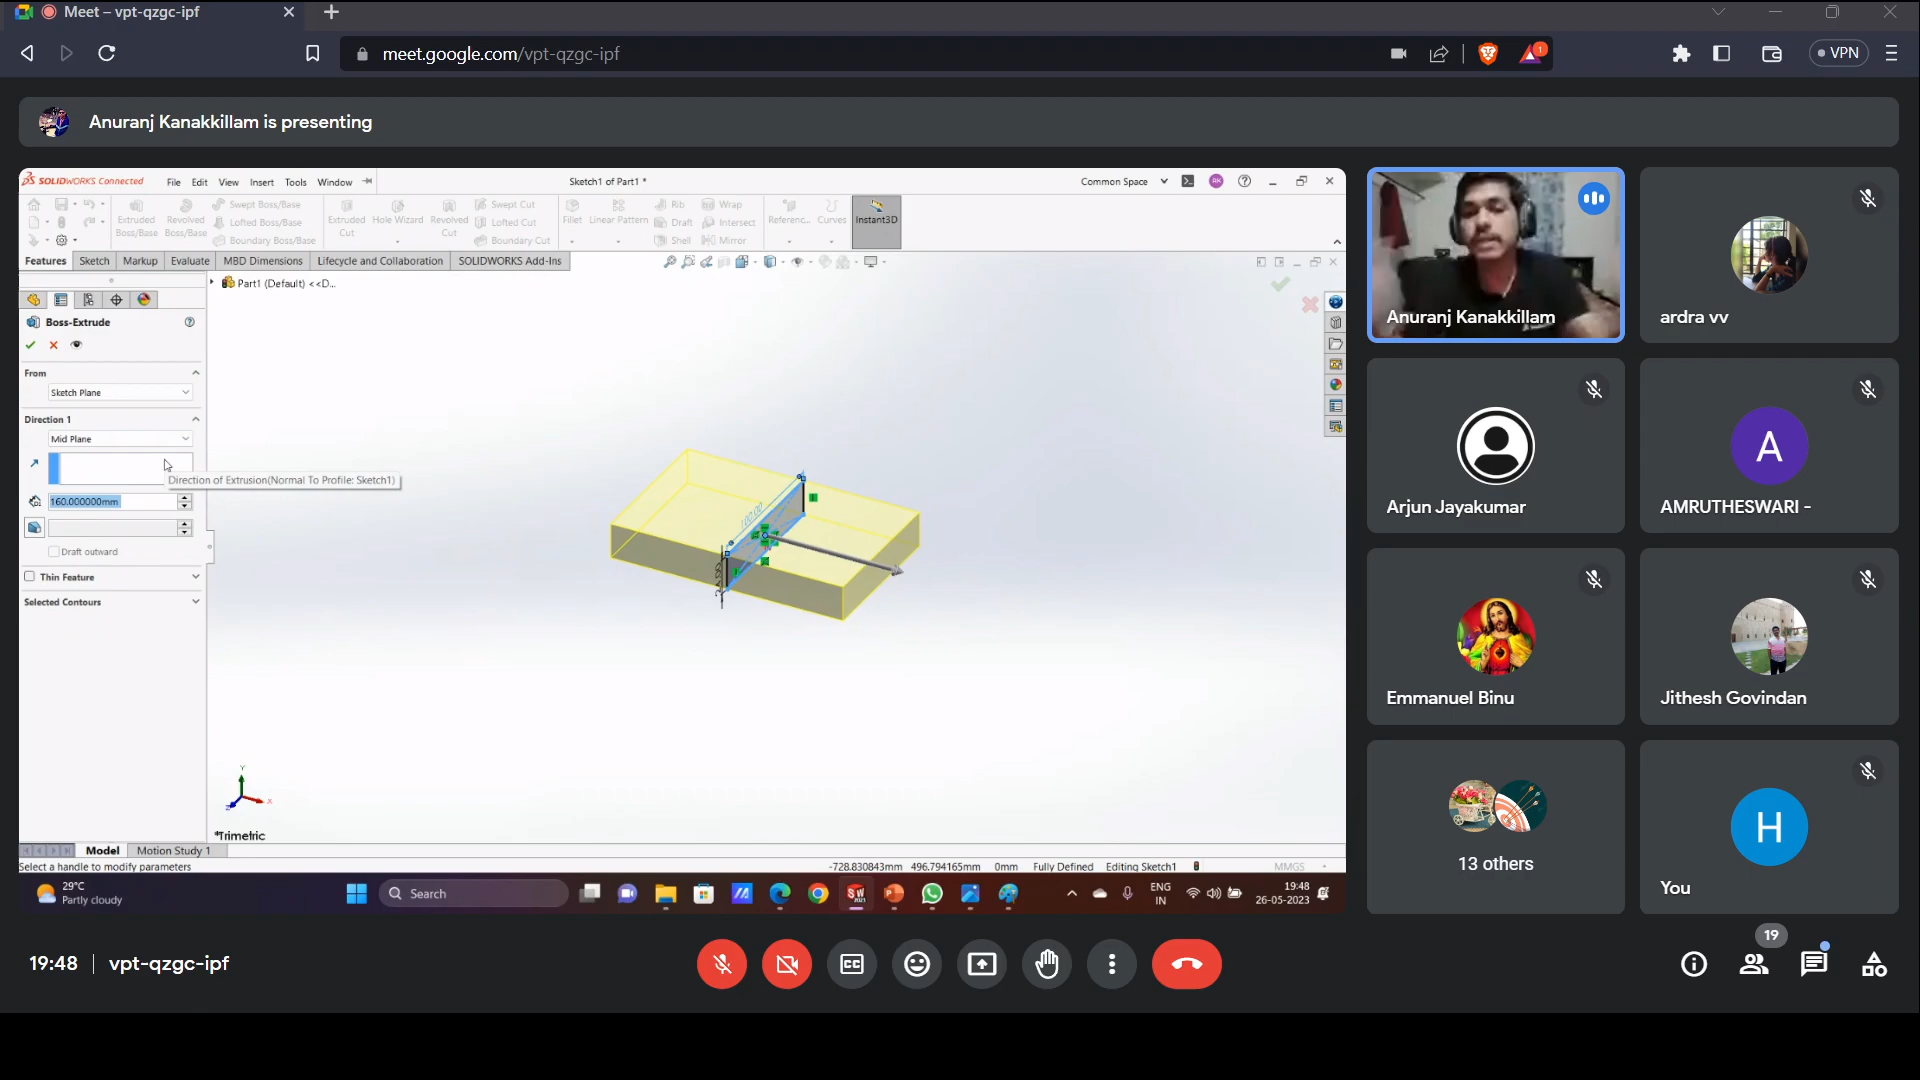 Meet – vpt-qzgc-ipf
meet.google.com/vpt-qzgc-ipf
1
VPN
Anuranj Kanakkillam is presenting
SOLIDWORKS Connected
File Edit View Insert Tools Window
Sketch1 of Part1 *
Common Space
RK
Extruded Boss/Base
Revolved Boss/Base
Swept Boss/Base
Lofted Boss/Base
Boundary Boss/Base
Extruded Cut
Hole Wizard
Revolved Cut
Swept Cut
Lofted Cut
Boundary Cut
Fillet
Linear Pattern
Rib
Draft
Shell
Wrap
Intersect
Mirror
Referenc...
Curves
Instant3D
Features Sketch Markup Evaluate MBD Dimensions Lifecycle and Collaboration SOLIDWORKS Add-Ins
Part1 (Default) <<D...
Boss-Extrude
From
Sketch Plane
Direction 1
Mid Plane
Direction of Extrusion(Normal To Profile: Sketch1)
160.000000mm
Draft outward
Thin Feature
Selected Contours
100.00
Y
X
Z
*Trimetric
Model Motion Study 1
Select a handle to modify parameters
-728.830843mm 496.794165mm 0mm Fully Defined Editing Sketch1 MMGS
29°C
Partly cloudy
Search
ENG
IN
19:48
26-05-2023
Anuranj Kanakkillam
ardra vv
Arjun Jayakumar
A
AMRUTHESWARI -
Emmanuel Binu
Jithesh Govindan
13 others
H
You
19:48 | vpt-qzgc-ipf
CC
19